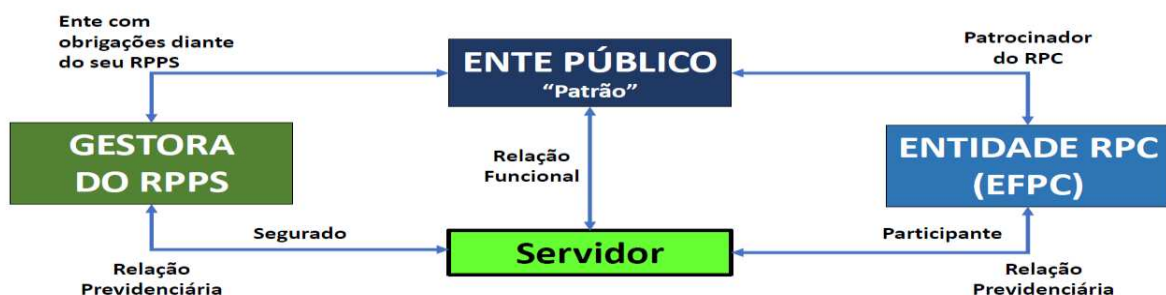 Ente com
obrigações diante
do seu RPPS
ENTE PÚBLICO
“Patrão”
Patrocinador
do RPC
GESTORA
DO RPPS
Relação
Funcional
ENTIDADE RPC
(EFPC)
Segurado
Servidor
Participante
Relação
Previdenciária
Relação
Previdenciária